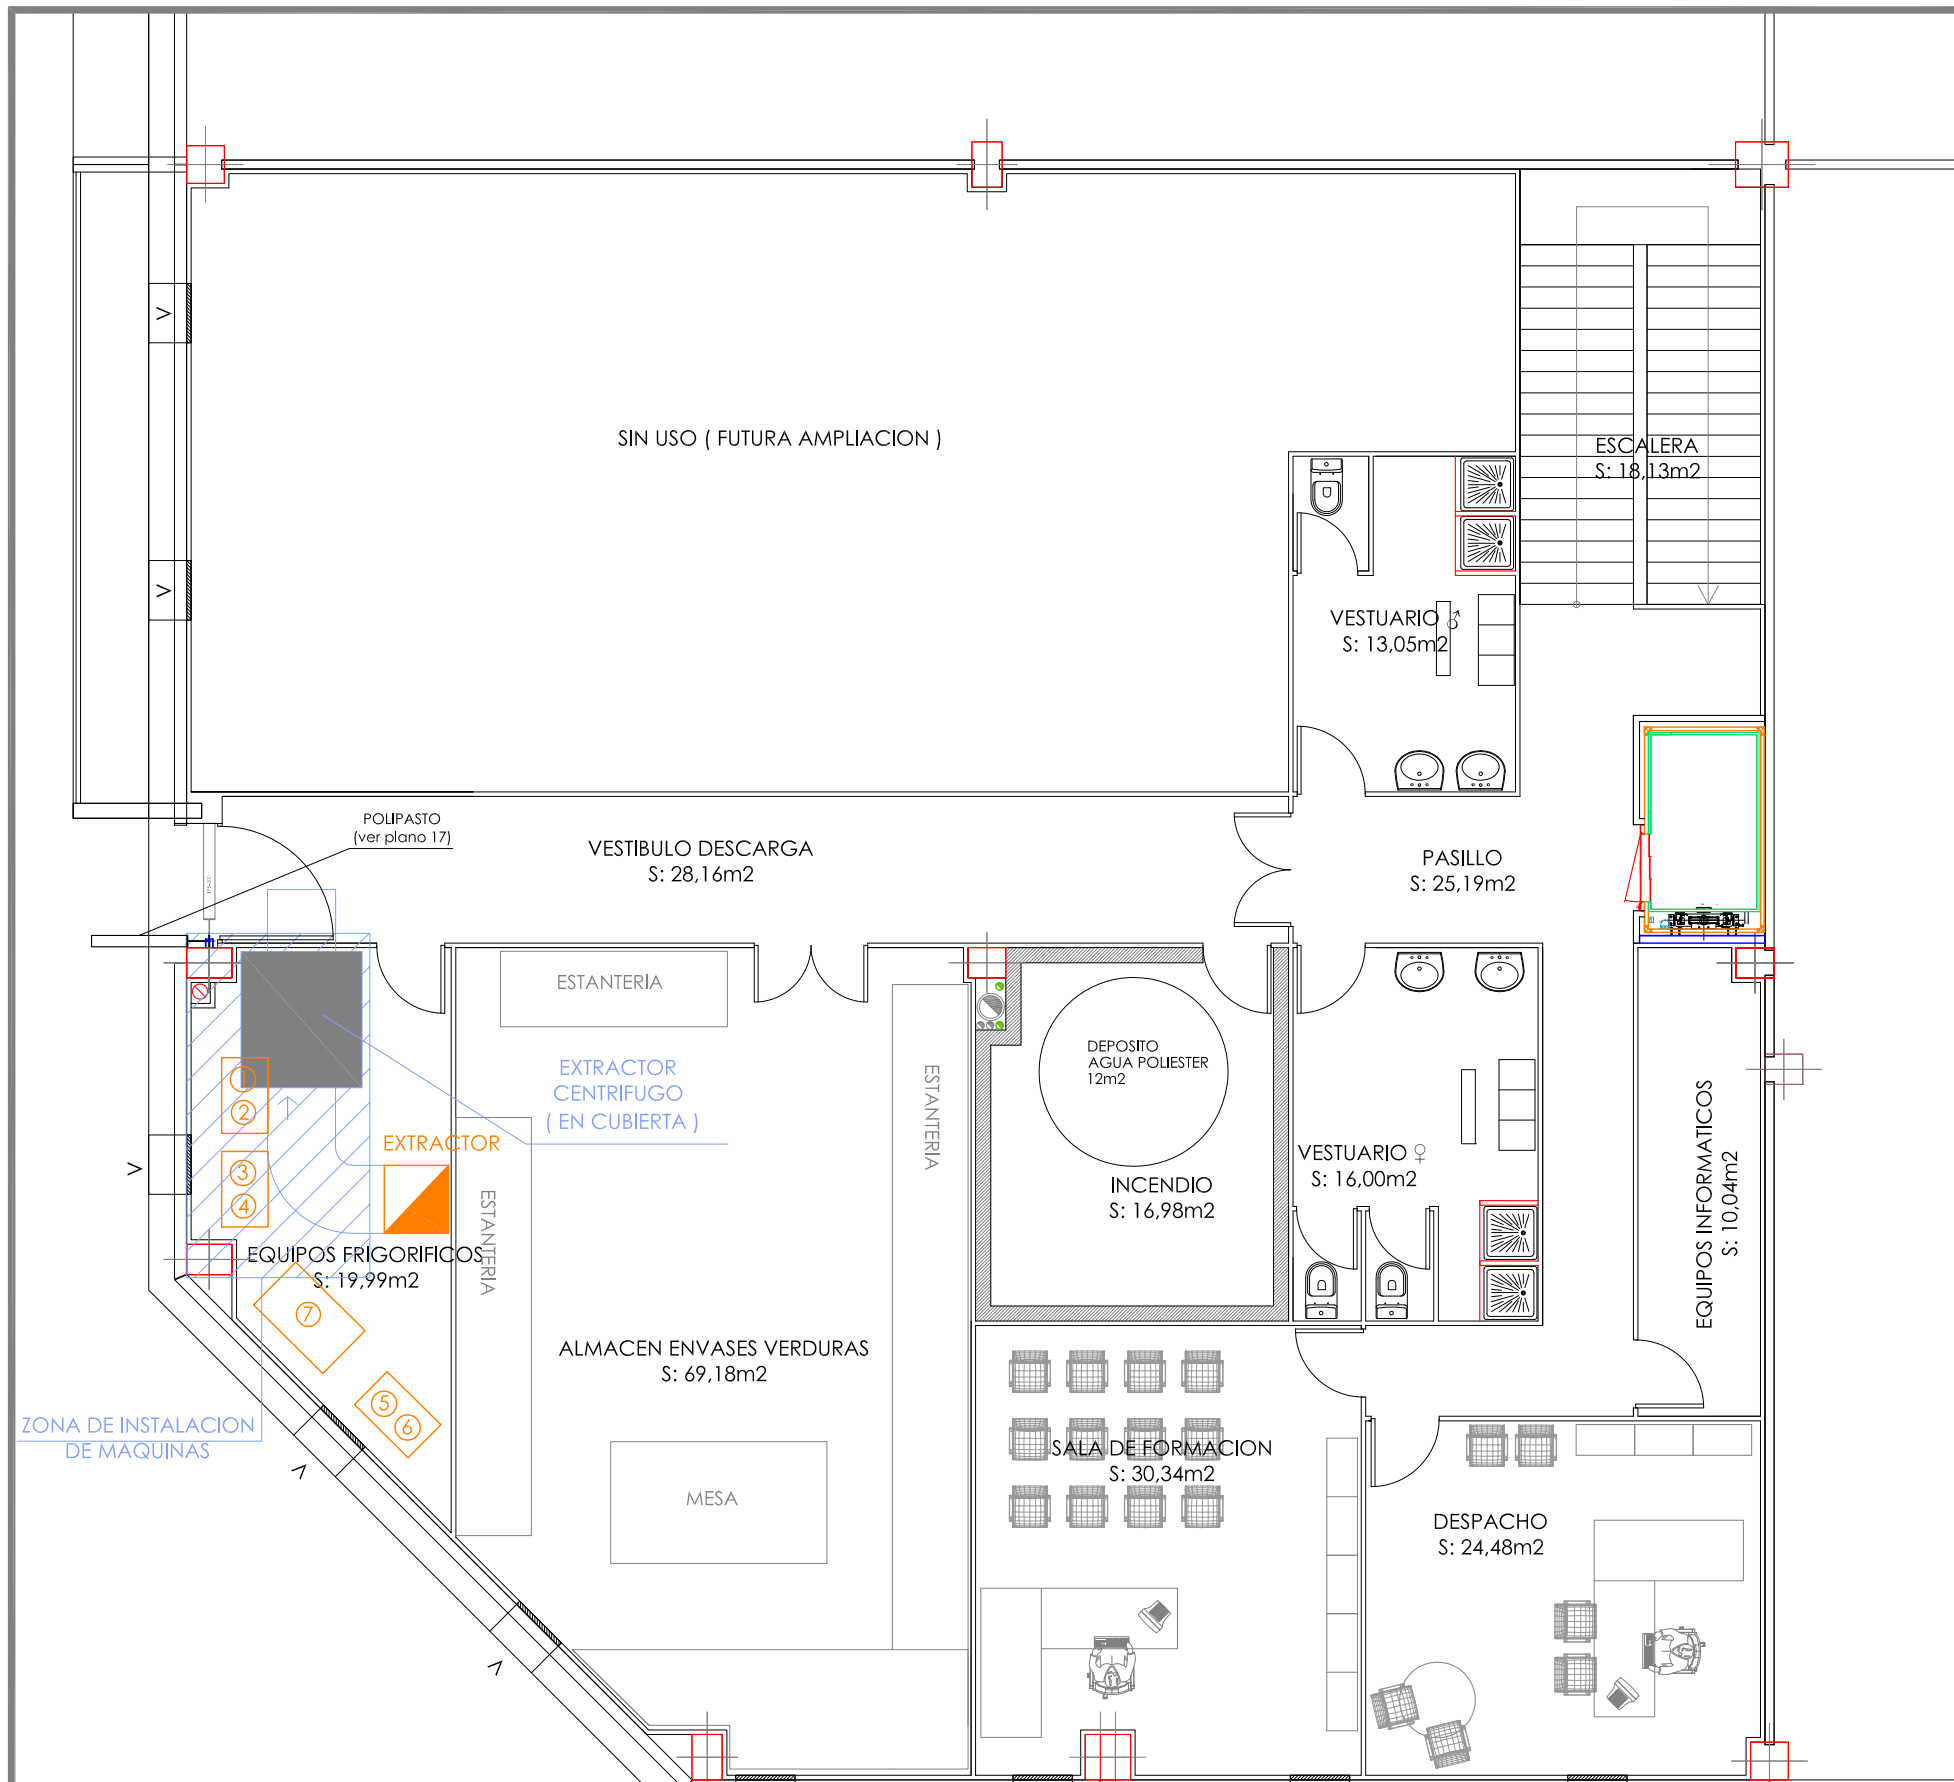 SIN USO ( FUTURA AMPLIACION )
ESCALERA
S: 18,13m2
V
V
VESTUARIO ♂
S: 13,05m2
POLIPASTO
(ver plano 17)
VESTIBULO DESCARGA
S: 28,16m2
PASILLO
S: 25,19m2
ESTANTERIA
EXTRACTOR
CENTRIFUGO
( EN CUBIERTA )
ESTANTERIA
DEPOSITO
AGUA POLIESTER
12m2
1
2
3
4
EXTRACTOR
V
ESTANTERIA
INCENDIO
S: 16,98m2
VESTUARIO ♀
S: 16,00m2
EQUIPOS INFORMATICOS
S: 10,04m2
EQUIPOS FRIGORIFICOS
S: 19,99m2
7
ALMACEN ENVASES VERDURAS
S: 69,18m2
5
6
ZONA DE INSTALACION
DE MAQUINAS
V
SALA DE FORMACION
S: 30,34m2
MESA
DESPACHO
S: 24,48m2
V